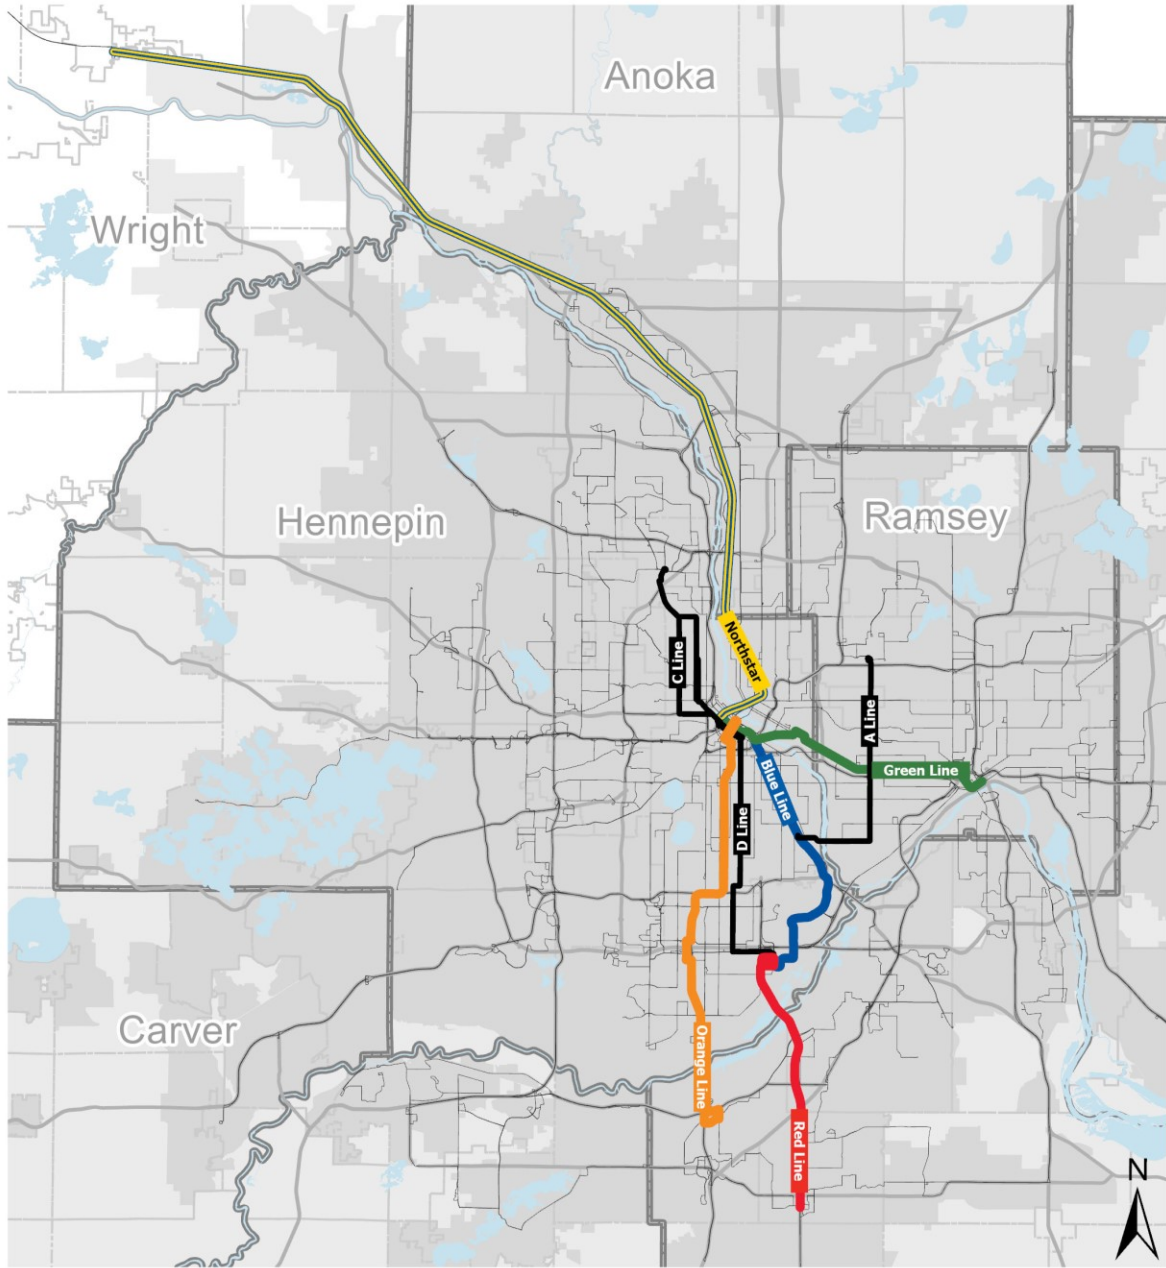 Anoka
Wright
Hennepin
Ramsey
Northstar
C Line
A Line
Green Line
Blue Line
D Line
Carver
Orange Line
Red Line
N